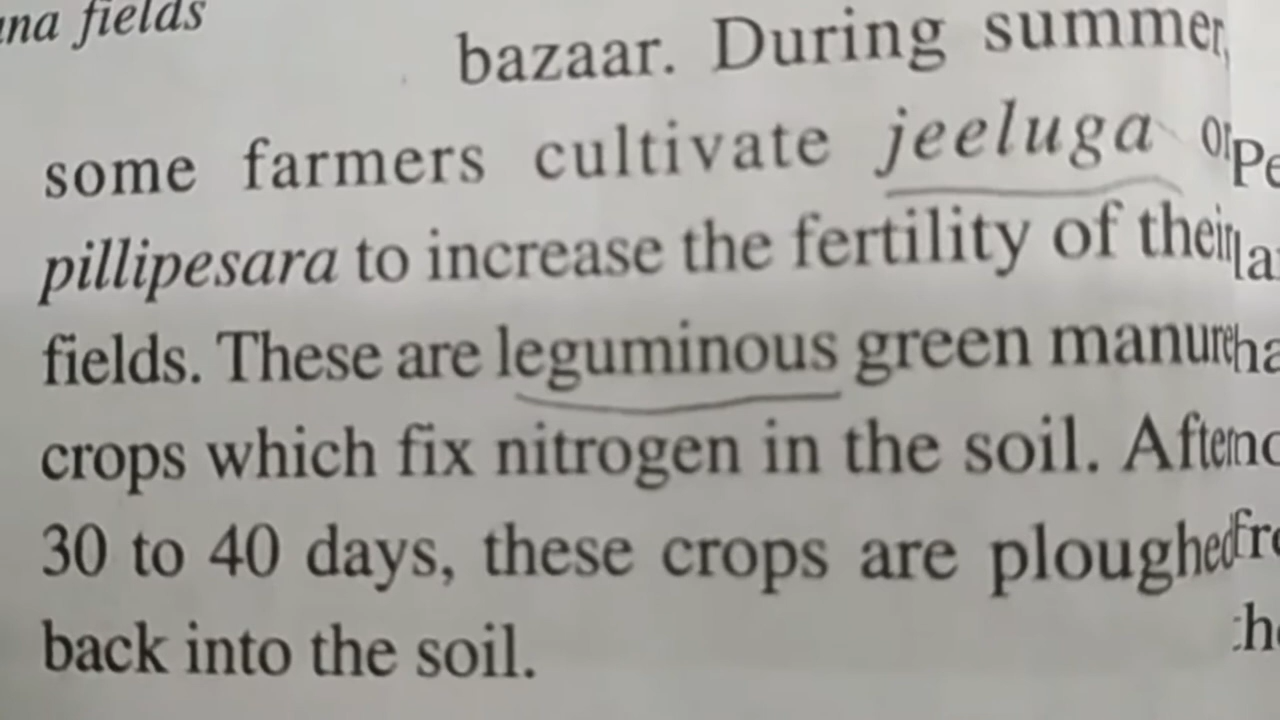 fields
bazaar. During summer,
some farmers cultivate jeeluga or
pillipesara to increase the fertility of their
fields. These are leguminous green manure
crops which fix nitrogen in the soil. After
30 to 40 days, these crops are ploughed
back into the soil.